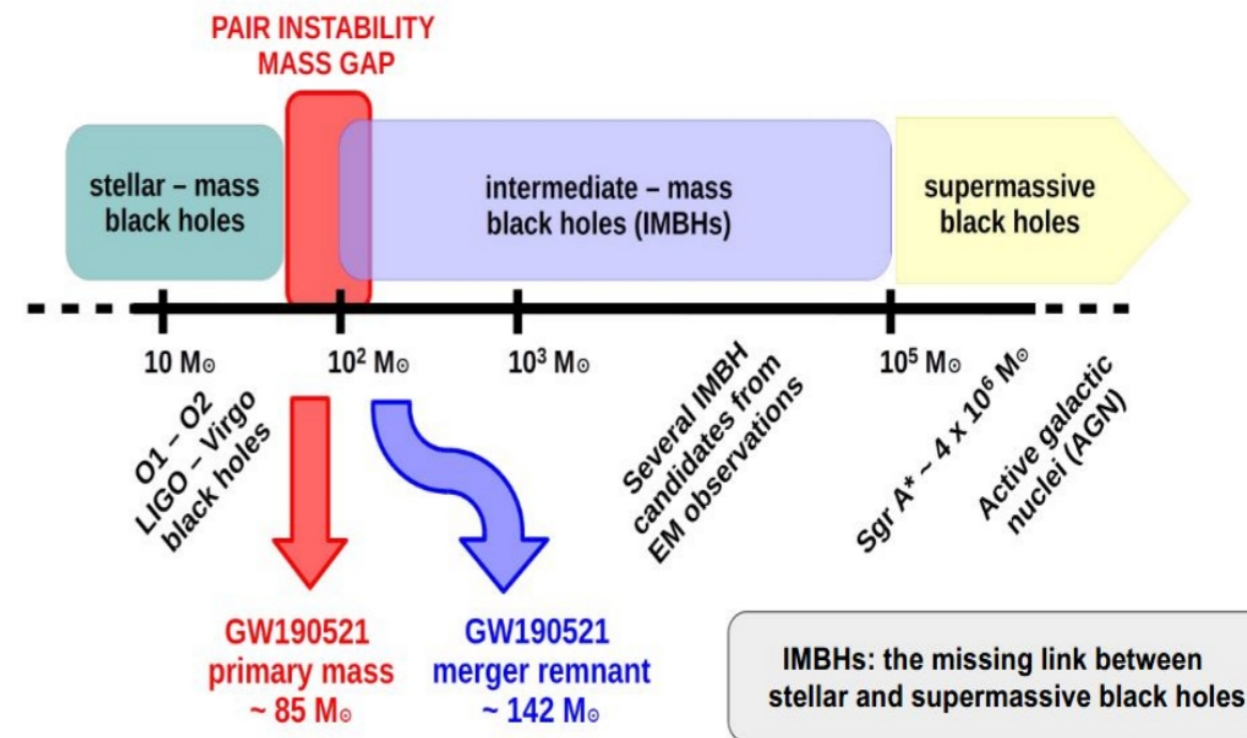 PAIR INSTABILITY
MASS GAP
stellar – mass
black holes
intermediate – mass
black holes (IMBHs)
supermassive
black holes
10 M⊙
10² M⊙
10³ M⊙
10⁵ M⊙
O1 – O2
LIGO – Virgo
black holes
Several IMBH
candidates from
EM observations
Sgr A* ~ 4 x 10⁶ M⊙
Active galactic
nuclei (AGN)
GW190521
primary mass
~ 85 M⊙
GW190521
merger remnant
~ 142 M⊙
IMBHs: the missing link between
stellar and supermassive black holes